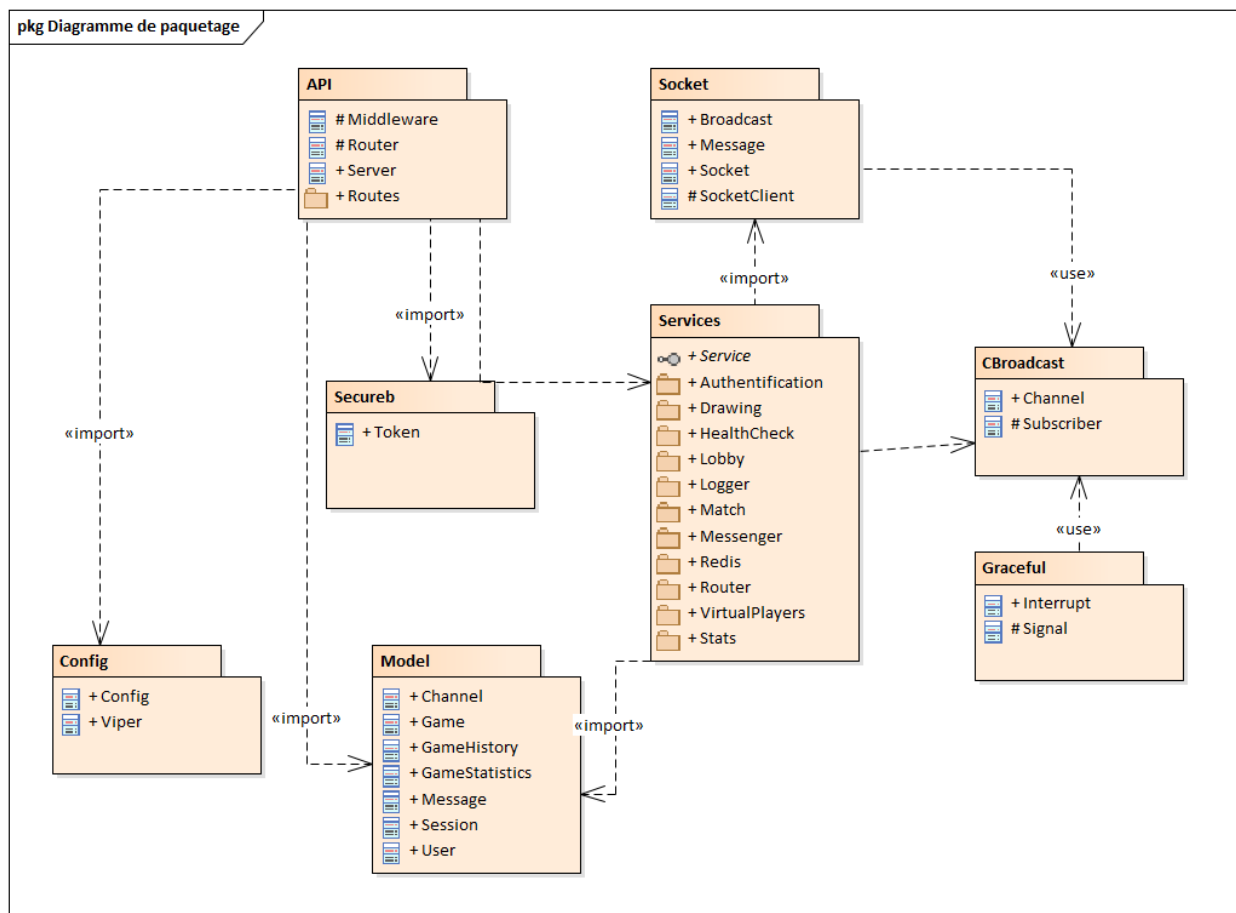 pkg Diagramme de paquetage
API
# Middleware
# Router
+ Server
+ Routes
Socket
+ Broadcast
+ Message
+ Socket
# SocketClient
«import»
«use»
«import»
Services
+ Service
+ Authentification
+ Drawing
+ HealthCheck
+ Lobby
+ Logger
+ Match
+ Messenger
+ Redis
+ Router
+ VirtualPlayers
+ Stats
CBroadcast
+ Channel
# Subscriber
Secureb
+ Token
«import»
«use»
Graceful
+ Interrupt
# Signal
Config
+ Config
+ Viper
«import»
Model
+ Channel
+ Game
+ GameHistory
+ GameStatistics
+ Message
+ Session
+ User
«import»